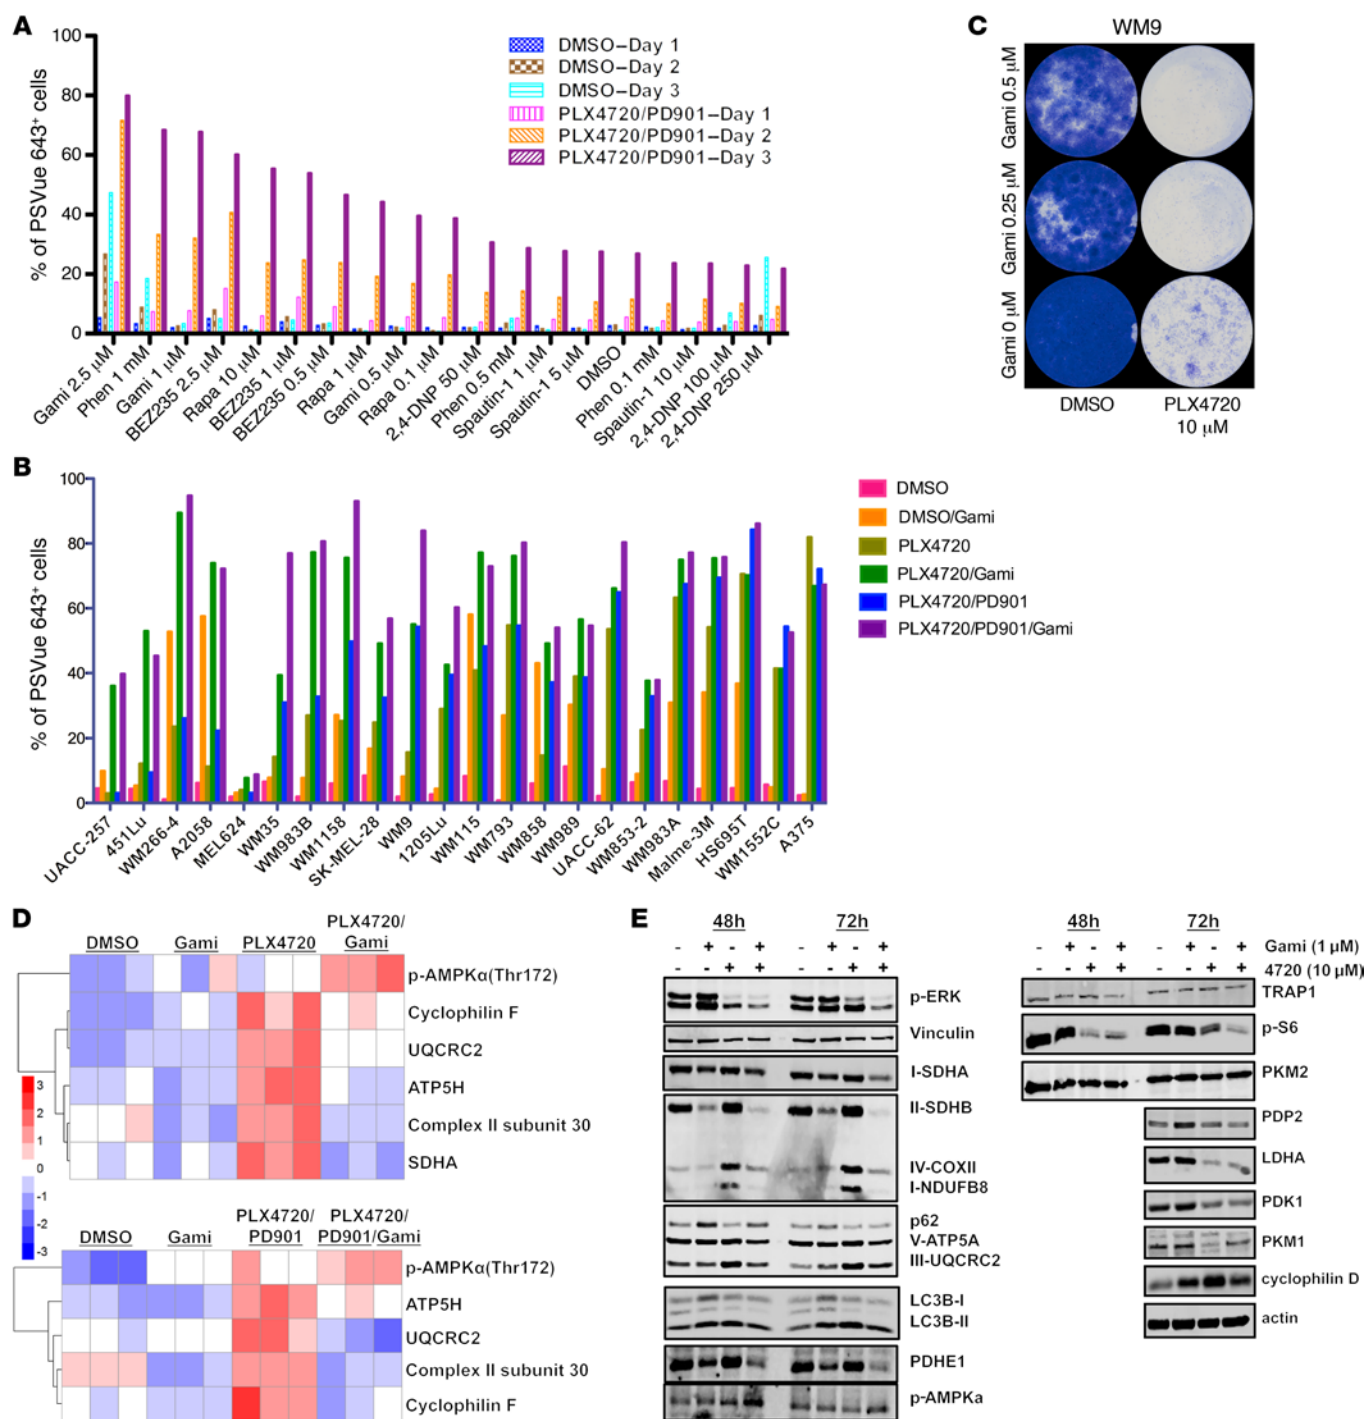 A
100
80
60
40
20
0
% of PSVue 643+ cells
DMSO–Day 1
DMSO–Day 2
DMSO–Day 3
PLX4720/PD901–Day 1
PLX4720/PD901–Day 2
PLX4720/PD901–Day 3
Gami 2.5 μM
Phen 1 mM
Gami 1 μM
BEZ235 2.5 μM
Rapa 10 μM
BEZ235 1 μM
BEZ235 0.5 μM
Rapa 1 μM
Gami 0.5 μM
Rapa 0.1 μM
2,4-DNP 50 μM
Phen 0.5 mM
Spautin-1 1 μM
Spautin-1 5 μM
DMSO
Phen 0.1 mM
Spautin-1 10 μM
2,4-DNP 100 μM
2,4-DNP 250 μM
C
WM9
Gami 0.5 μM
Gami 0.25 μM
Gami 0 μM
DMSO
PLX4720
10 μM
B
100
80
60
40
20
0
% of PSVue 643+ cells
DMSO
DMSO/Gami
PLX4720
PLX4720/Gami
PLX4720/PD901
PLX4720/PD901/Gami
UACC-257
451Lu
WM266-4
A2058
MEL624
WM35
WM983B
WM1158
SK-MEL-28
WM9
1205Lu
WM115
WM793
WM858
WM989
UACC-62
WM853-2
WM983A
Malme-3M
HS695T
WM1552C
A375
D
DMSO Gami PLX4720 PLX4720/
Gami
p-AMPKα(Thr172)
Cyclophilin F
UQCRC2
ATP5H
Complex II subunit 30
SDHA
3
2
1
0
-1
-2
-3
DMSO Gami PLX4720/
PD901 PLX4720/
PD901/Gami
p-AMPKα(Thr172)
ATP5H
UQCRC2
Complex II subunit 30
Cyclophilin F
E
48h 72h
- + - + - + - +
- - + + - - + +
p-ERK
Vinculin
I-SDHA
II-SDHB
IV-COXII
I-NDUFB8
p62
V-ATP5A
III-UQCRC2
LC3B-I
LC3B-II
PDHE1
p-AMPKa
48h 72h
- + - + - + - + Gami (1 μM)
- - + + - - + + 4720 (10 μM)
TRAP1
p-S6
PKM2
PDP2
LDHA
PDK1
PKM1
cyclophilin D
actin